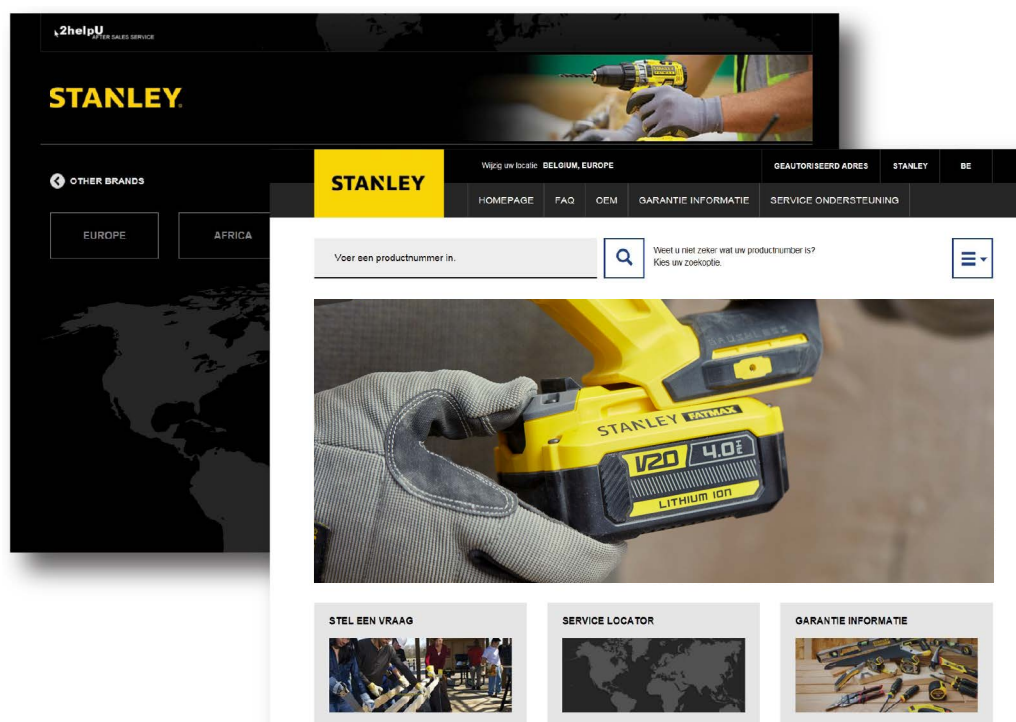 2helpU
AFTER SALES SERVICE
STANLEY
OTHER BRANDS
EUROPE
AFRICA
STANLEY
Wijzig uw locatie BELGIUM, EUROPE
GEAUTORISEERD ADRES
STANLEY
BE
HOMEPAGE
FAQ
OEM
GARANTIE INFORMATIE
SERVICE ONDERSTEUNING
Voer een productnummer in.
Weet u niet zeker wat uw productnumber is?
Kies uw zoekoptie.
BRUSHLESS
STANLEY FATMAX
V20 4.0Ah
LITHIUM ION
STEL EEN VRAAG
SERVICE LOCATOR
GARANTIE INFORMATIE